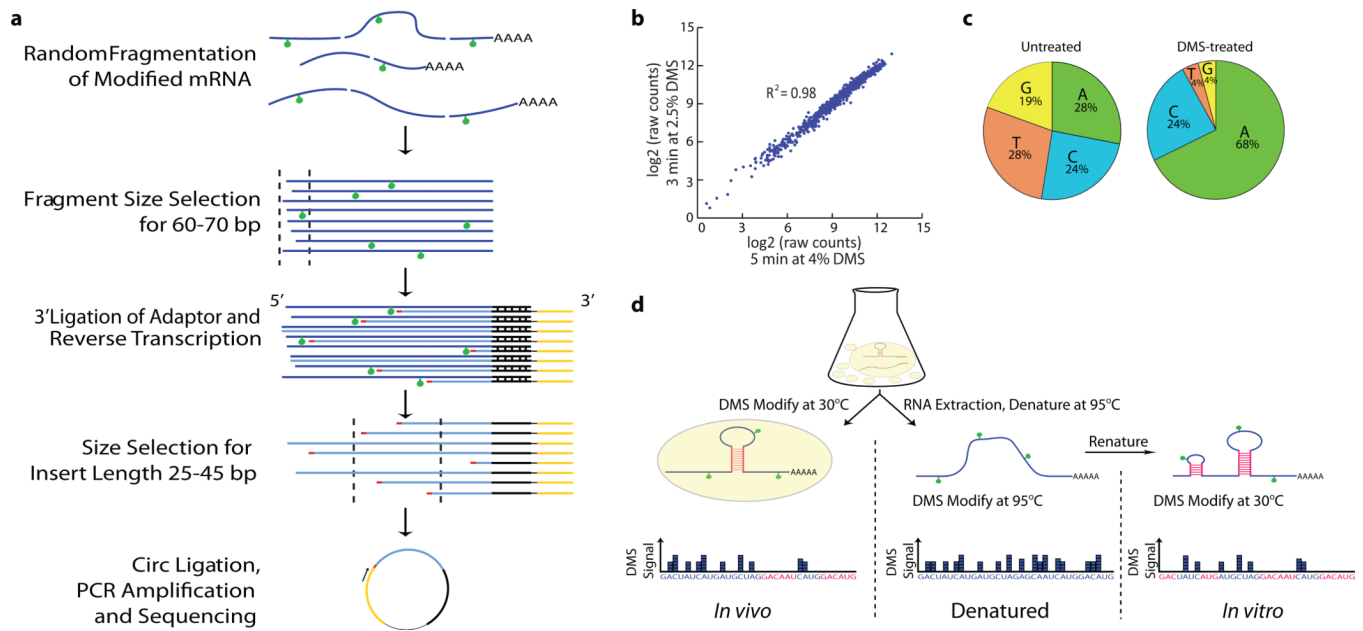 a
RandomFragmentation
of Modified mRNA
AAAA
AAAA
AAAA
Fragment Size Selection
for 60-70 bp
5’ 3’
3’Ligation of Adaptor and
Reverse Transcription
Size Selection for
Insert Length 25-45 bp
Circ Ligation,
PCR Amplification
and Sequencing
b
log2 (raw counts)
3 min at 2.5% DMS
15
12
9
6
3
0
R²= 0.98
0 3 6 9 12 15
log2 (raw counts)
5 min at 4% DMS
c
Untreated
G
19%
A
28%
T
28%
C
24%
DMS-treated
T
4%
G
4%
C
24%
A
68%
d
DMS Modify at 30°C
RNA Extraction, Denature at 95°C
AAAAA
AAAAA
DMS Modify at 95°C
Renature
AAAAA
DMS Modify at 30°C
DMS
Signal
GACUAUCAUGAUGCUAGGACAAUCAUGGACAUG
In vivo
DMS
Signal
GACUAUCAUGAUGCUAGAGCAAUCAUGGACAUG
Denatured
DMS
Signal
GACUAUCAUGAUGCUAGGACAAUCAUGGACAUG
In vitro